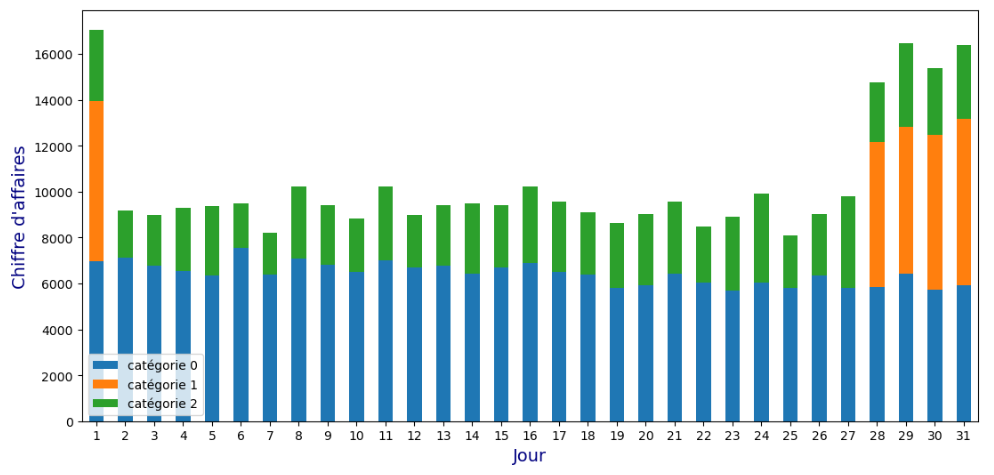 Chiffre d'affaires
16000
14000
12000
10000
8000
6000
4000
2000
0
catégorie 0
catégorie 1
catégorie 2
1 2 3 4 5 6 7 8 9 10 11 12 13 14 15 16 17 18 19 20 21 22 23 24 25 26 27 28 29 30 31
Jour